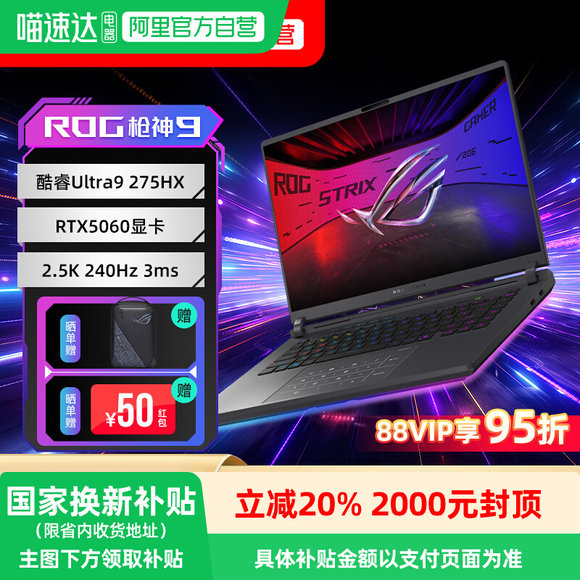 喵速达电器 阿里官方自营
营
ROG枪神9
酷睿Ultra9 275HX
RTX5060显卡
2.5K 240Hz 3ms
晒单赠
赠
晒单赠
¥50红包
赠
ROG STRIX
GAMER
88VIP享95折
国家换新补贴
(限省内收货地址)
主图下方领取补贴
立减20% 2000元封顶
具体补贴金额以支付页面为准